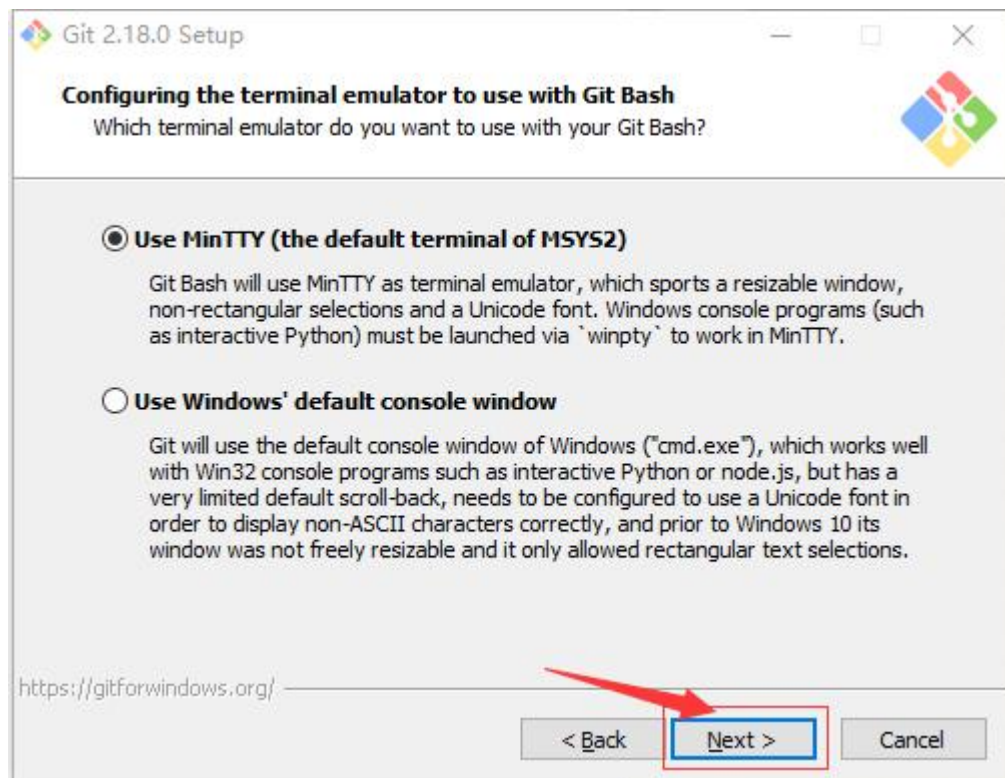 Git 2.18.0 Setup
Configuring the terminal emulator to use with Git Bash
Which terminal emulator do you want to use with your Git Bash?
Use MinTTY (the default terminal of MSYS2)
Git Bash will use MinTTY as terminal emulator, which sports a resizable window,
non-rectangular selections and a Unicode font. Windows console programs (such
as interactive Python) must be launched via `winpty` to work in MinTTY.
Use Windows' default console window
Git will use the default console window of Windows ("cmd.exe"), which works well
with Win32 console programs such as interactive Python or node.js, but has a
very limited default scroll-back, needs to be configured to use a Unicode font in
order to display non-ASCII characters correctly, and prior to Windows 10 its
window was not freely resizable and it only allowed rectangular text selections.
https://gitforwindows.org/
< Back Next > Cancel